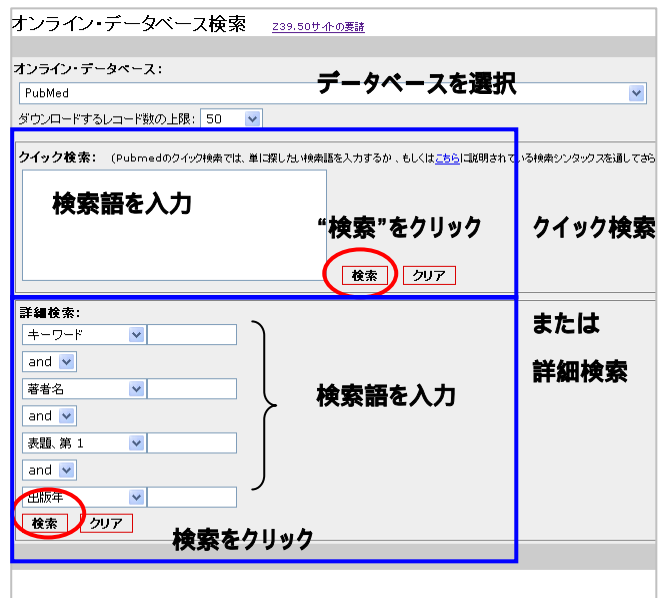 オンライン・データベース検索 Z39.50サイトの要請
オンライン・データベース：
データベースを選択
PubMed
ダウンロードするレコード数の上限： 50
クイック検索： (Pubmedのクイック検索では、単に探したい検索語を入力するか、もしくはこちらに説明されている検索シンタックスを通してさら
検索語を入力
“検索”をクリック
クイック検索
検索 クリア
または
詳細検索
詳細検索：
キーワード
and
著者名
and
検索語を入力
表題、第 1
and
出版年
検索 クリア
検索をクリック